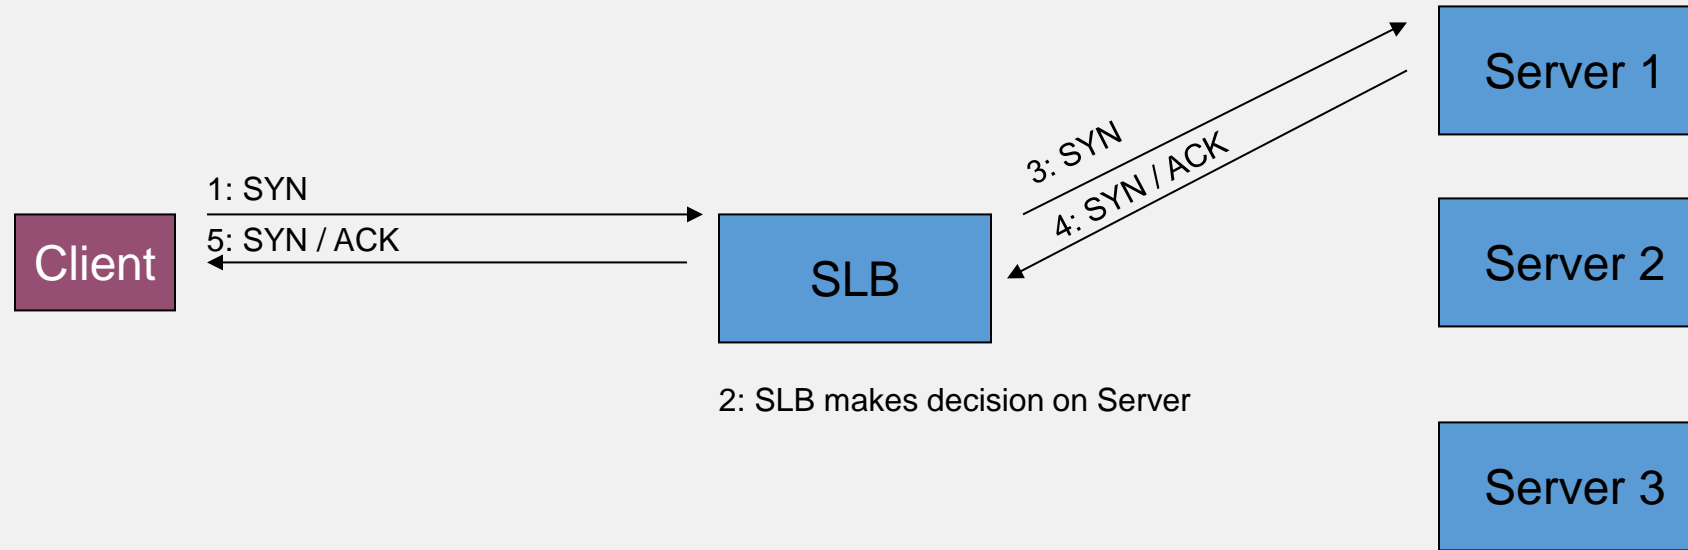 Server 1
3: SYN
4: SYN / ACK
1: SYN
5: SYN / ACK
Client
SLB
Server 2
2: SLB makes decision on Server
Server 3